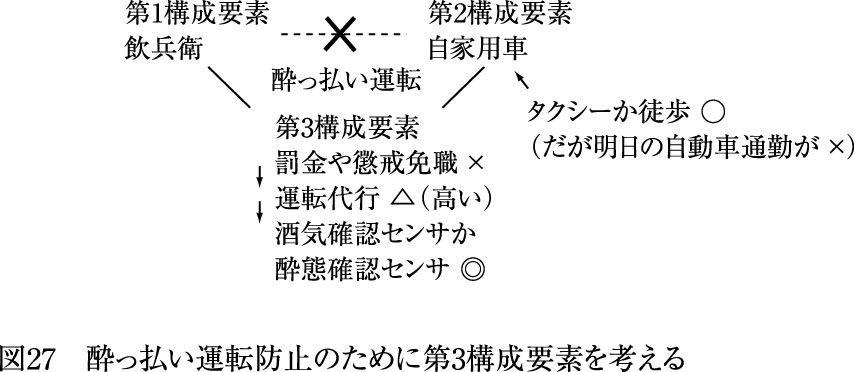 第1構成要素
飲兵衛
第2構成要素
自家用車
酔っ払い運転
タクシーか徒歩 ○
（だが明日の自動車通勤が ×）
第3構成要素
罰金や懲戒免職 ×
運転代行 △（高い）
酒気確認センサか
酔態確認センサ ◎
図27　酔っ払い運転防止のために第3構成要素を考える